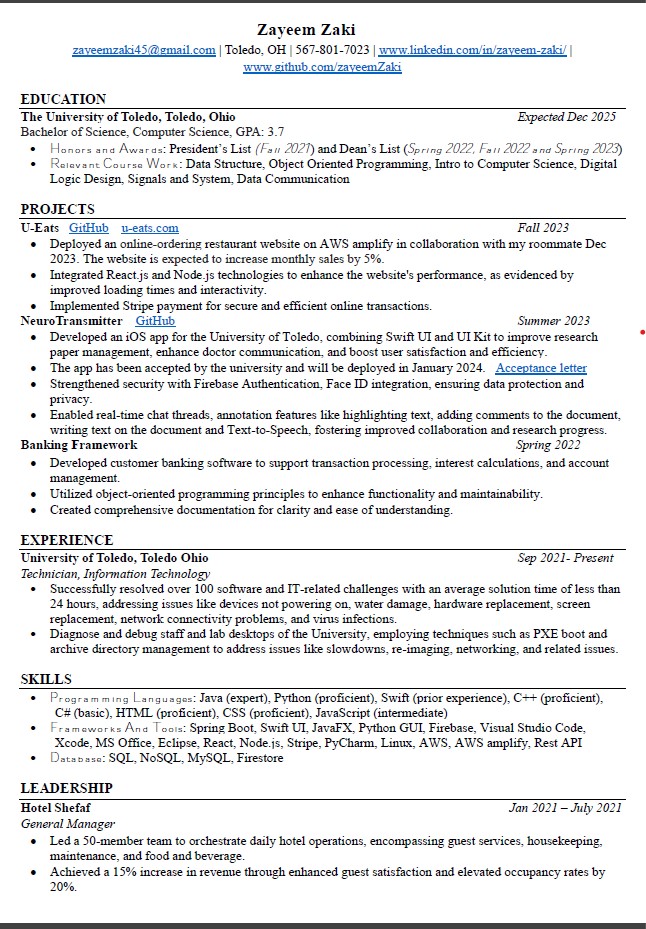 Zayeem Zaki
zayeemzaki45@gmail.com | Toledo, OH | 567-801-7023 | www.linkedin.com/in/zayeem-zaki/ |
www.github.com/zayeemZaki
EDUCATION
The University of Toledo, Toledo, Ohio Expected Dec 2025
Bachelor of Science, Computer Science, GPA: 3.7
• Honors and Awards: President's List (Fall 2021) and Dean's List (Spring 2022, Fall 2022 and Spring 2023)
• Relevant Course Work: Data Structure, Object Oriented Programming, Intro to Computer Science, Digital
Logic Design, Signals and System, Data Communication
PROJECTS
U-Eats GitHub u-eats.com Fall 2023
• Deployed an online-ordering restaurant website on AWS amplify in collaboration with my roommate Dec
2023. The website is expected to increase monthly sales by 5%.
• Integrated React.js and Node.js technologies to enhance the website's performance, as evidenced by
improved loading times and interactivity.
• Implemented Stripe payment for secure and efficient online transactions.
NeuroTransmitter GitHub Summer 2023
• Developed an iOS app for the University of Toledo, combining Swift UI and UI Kit to improve research
paper management, enhance doctor communication, and boost user satisfaction and efficiency.
• The app has been accepted by the university and will be deployed in January 2024. Acceptance letter
• Strengthened security with Firebase Authentication, Face ID integration, ensuring data protection and
privacy.
• Enabled real-time chat threads, annotation features like highlighting text, adding comments to the document,
writing text on the document and Text-to-Speech, fostering improved collaboration and research progress.
Banking Framework Spring 2022
• Developed customer banking software to support transaction processing, interest calculations, and account
management.
• Utilized object-oriented programming principles to enhance functionality and maintainability.
• Created comprehensive documentation for clarity and ease of understanding.
EXPERIENCE
University of Toledo, Toledo Ohio Sep 2021- Present
Technician, Information Technology
• Successfully resolved over 100 software and IT-related challenges with an average solution time of less than
24 hours, addressing issues like devices not powering on, water damage, hardware replacement, screen
replacement, network connectivity problems, and virus infections.
• Diagnose and debug staff and lab desktops of the University, employing techniques such as PXE boot and
archive directory management to address issues like slowdowns, re-imaging, networking, and related issues.
SKILLS
• Programming Languages: Java (expert), Python (proficient), Swift (prior experience), C++ (proficient),
C# (basic), HTML (proficient), CSS (proficient), JavaScript (intermediate)
• Frameworks And Tools: Spring Boot, Swift UI, JavaFX, Python GUI, Firebase, Visual Studio Code,
Xcode, MS Office, Eclipse, React, Node.js, Stripe, PyCharm, Linux, AWS, AWS amplify, Rest API
• Database: SQL, NoSQL, MySQL, Firestore
LEADERSHIP
Hotel Shefaf Jan 2021 – July 2021
General Manager
• Led a 50-member team to orchestrate daily hotel operations, encompassing guest services, housekeeping,
maintenance, and food and beverage.
• Achieved a 15% increase in revenue through enhanced guest satisfaction and elevated occupancy rates by
20%.